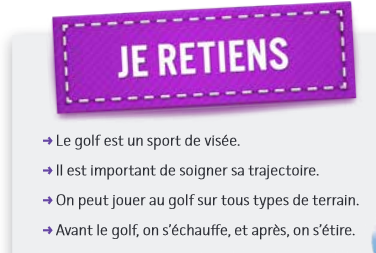 JE RETIENS
→ Le golf est un sport de visée.
→ Il est important de soigner sa trajectoire.
→ On peut jouer au golf sur tous types de terrain.
→ Avant le golf, on s'échauffe, et après, on s'étire.